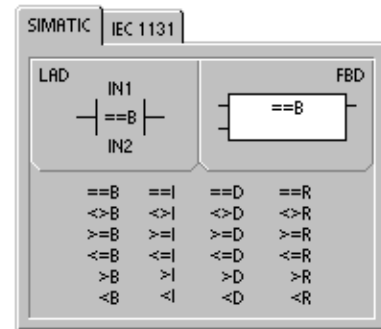 SIMATIC IEC 1131
LAD
IN1
==B
IN2
FBD
==B
==B ==I ==D ==R
<>B <>I <>D <>R
>=B >=I >=D >=R
<=B <=I <=D <=R
>B >I >D >R
<B <I <D <R